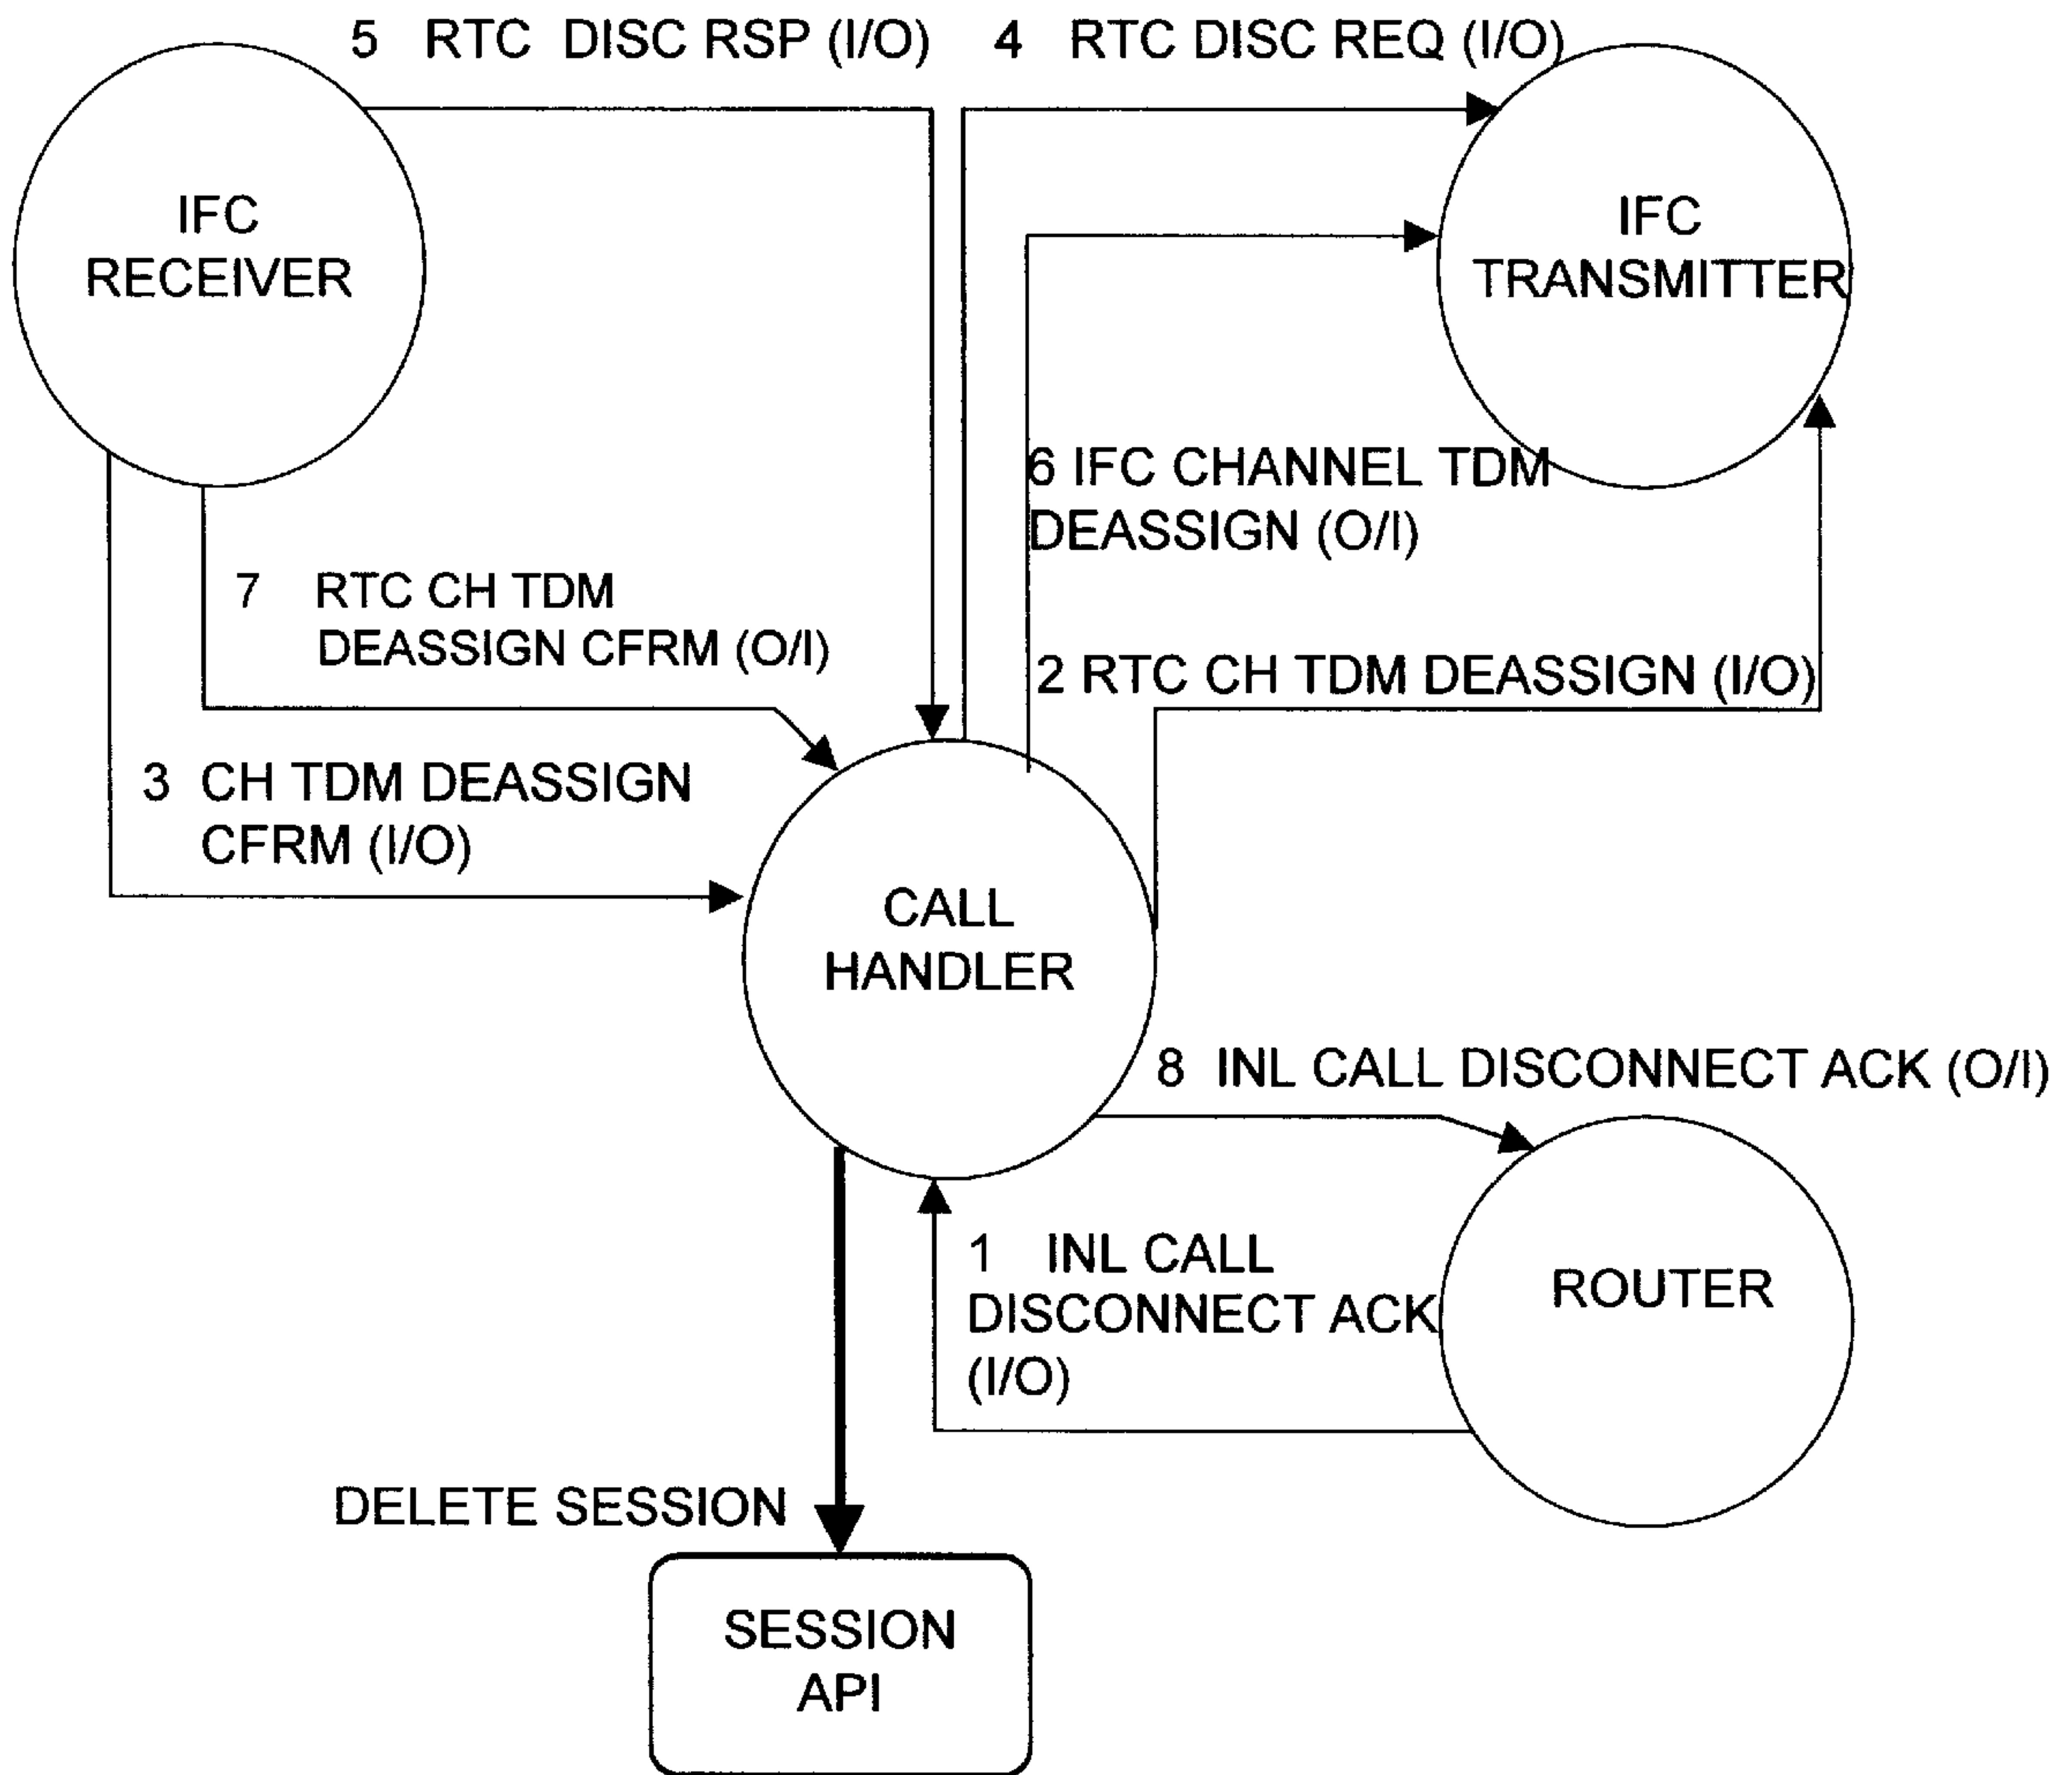 5 RTC DISC RSP (I/O)
4 RTC DISC REQ (I/O)
IFC
RECEIVER
IFC
TRANSMITTER
6 IFC CHANNEL TDM
DEASSIGN (O/I)
7 RTC CH TDM
DEASSIGN CFRM (O/I)
2 RTC CH TDM DEASSIGN (I/O)
3 CH TDM DEASSIGN
CFRM (I/O)
CALL
HANDLER
8 INL CALL DISCONNECT ACK (O/I)
1 INL CALL
DISCONNECT ACK
(I/O)
ROUTER
DELETE SESSION
SESSION
API